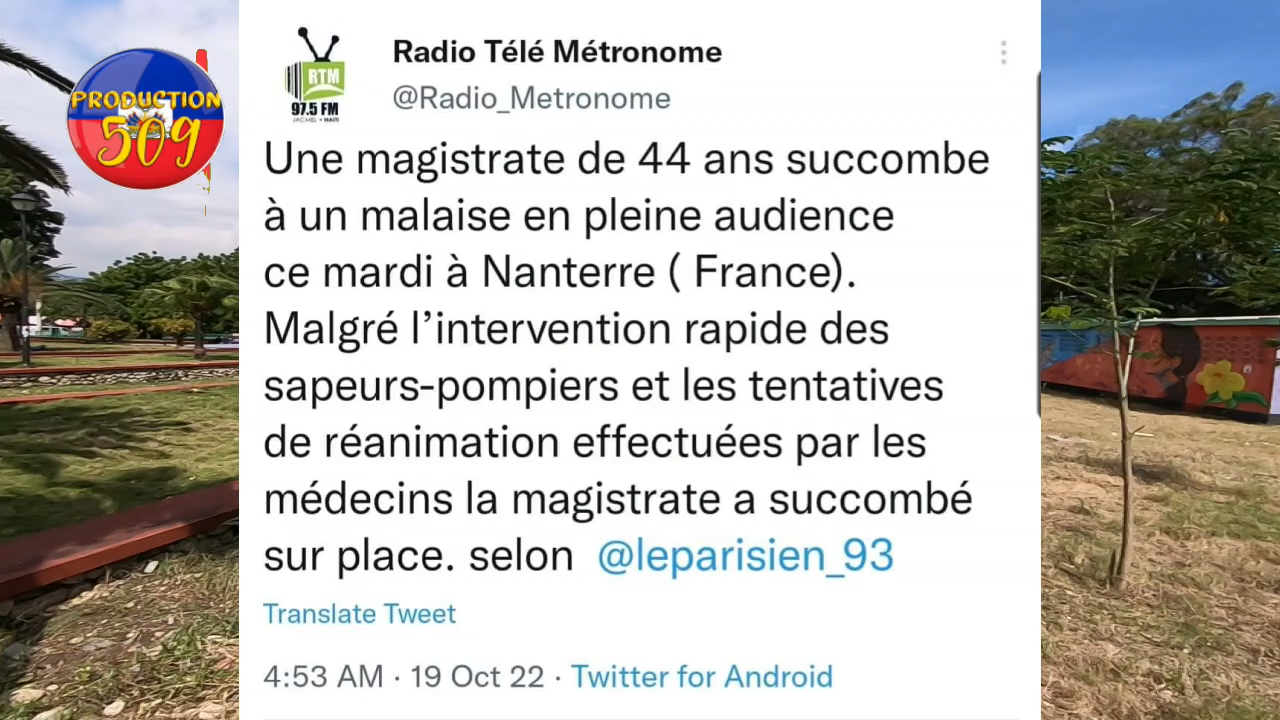 PRODUCTION
509
RTM
97.5 FM
JACMEL • HAITI
Radio Télé Métronome
@Radio_Metronome
Une magistrate de 44 ans succombe
à un malaise en pleine audience
ce mardi à Nanterre ( France).
Malgré l’intervention rapide des
sapeurs-pompiers et les tentatives
de réanimation effectuées par les
médecins la magistrate a succombé
sur place. selon @leparisien_93
Translate Tweet
4:53 AM · 19 Oct 22 · Twitter for Android